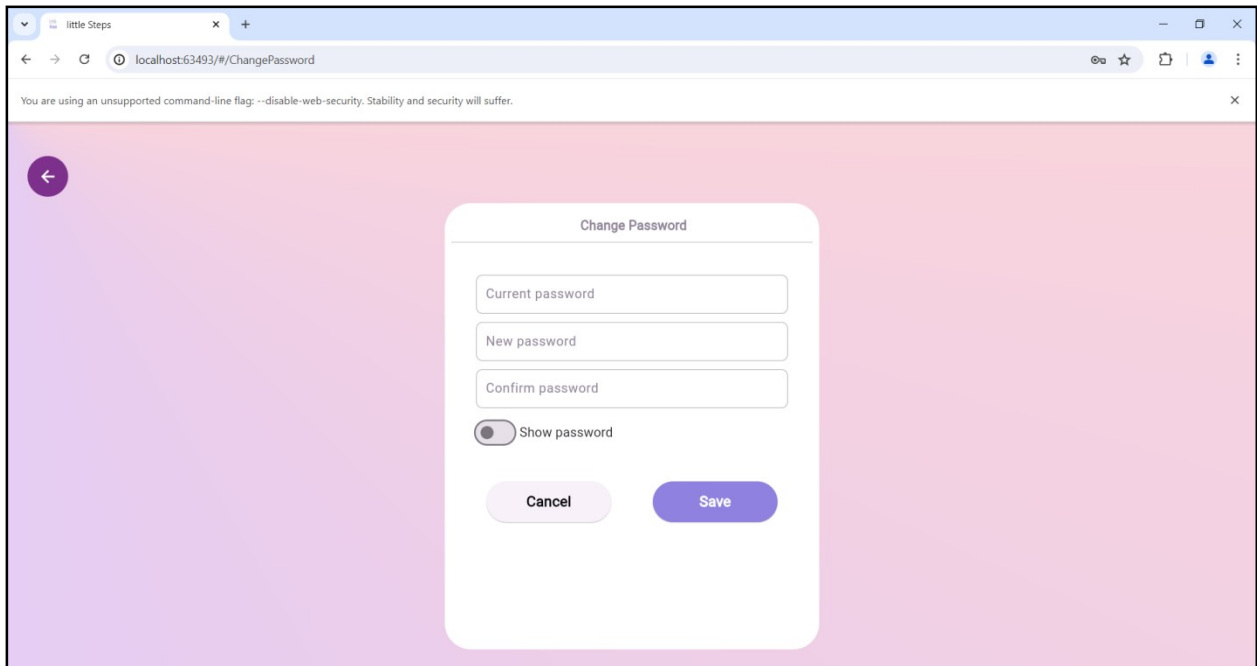 little Steps
localhost:63493/#/ChangePassword
You are using an unsupported command-line flag: --disable-web-security. Stability and security will suffer.
Change Password
Current password
New password
Confirm password
Show password
Cancel Save